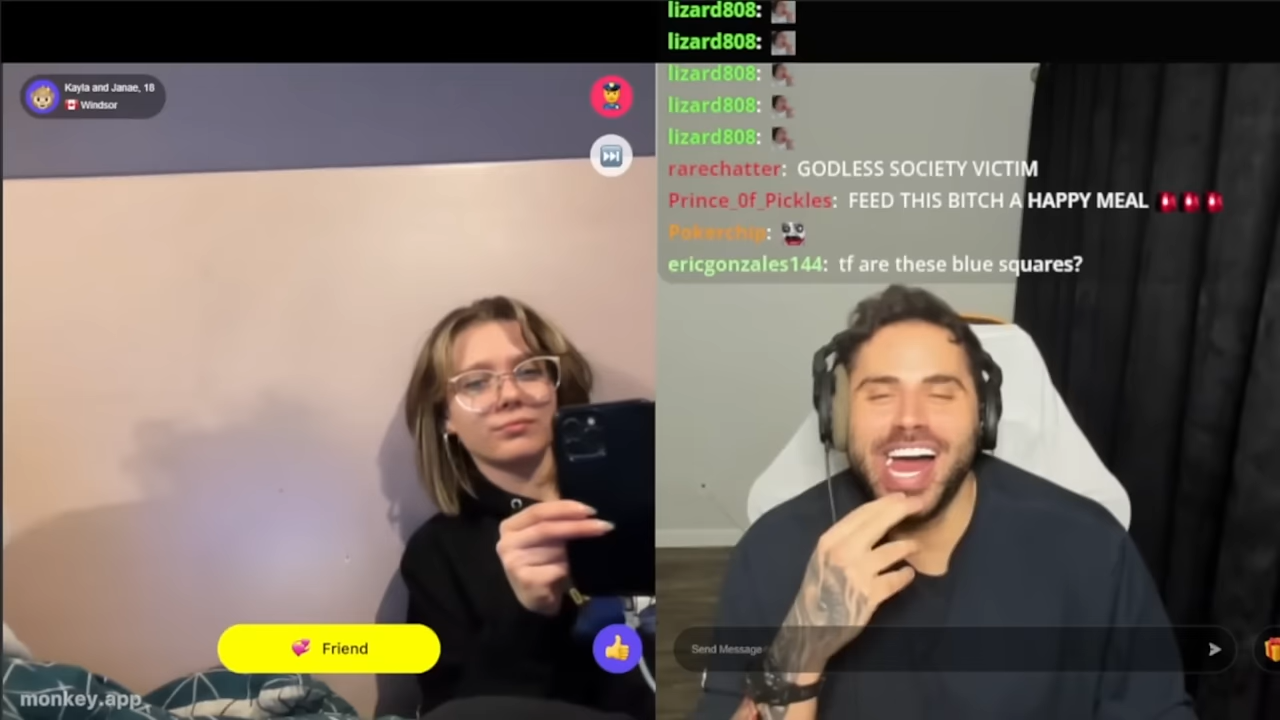 Kayla and Janae, 18
Windsor
lizard808:
lizard808:
lizard808:
lizard808:
lizard808:
rarechatter: GODLESS SOCIETY VICTIM
Prince_0f_Pickles: FEED THIS BITCH A HAPPY MEAL
Pokerchip:
ericgonzales144: tf are these blue squares?
Friend
Send Message
monkey.app